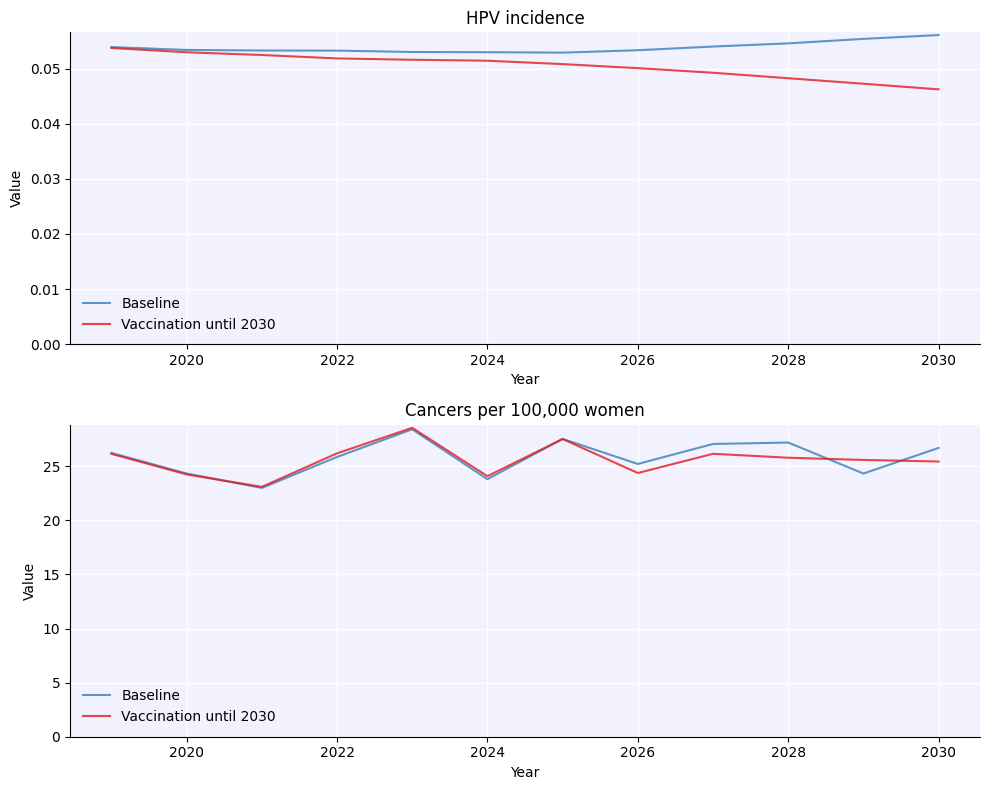 HPV incidence
0.05
0.04
0.03
0.02
0.01
0.00
Value
Baseline
Vaccination until 2030
2020 2022 2024 2026 2028 2030
Year
Cancers per 100,000 women
25
20
15
10
5
0
Value
Baseline
Vaccination until 2030
2020 2022 2024 2026 2028 2030
Year